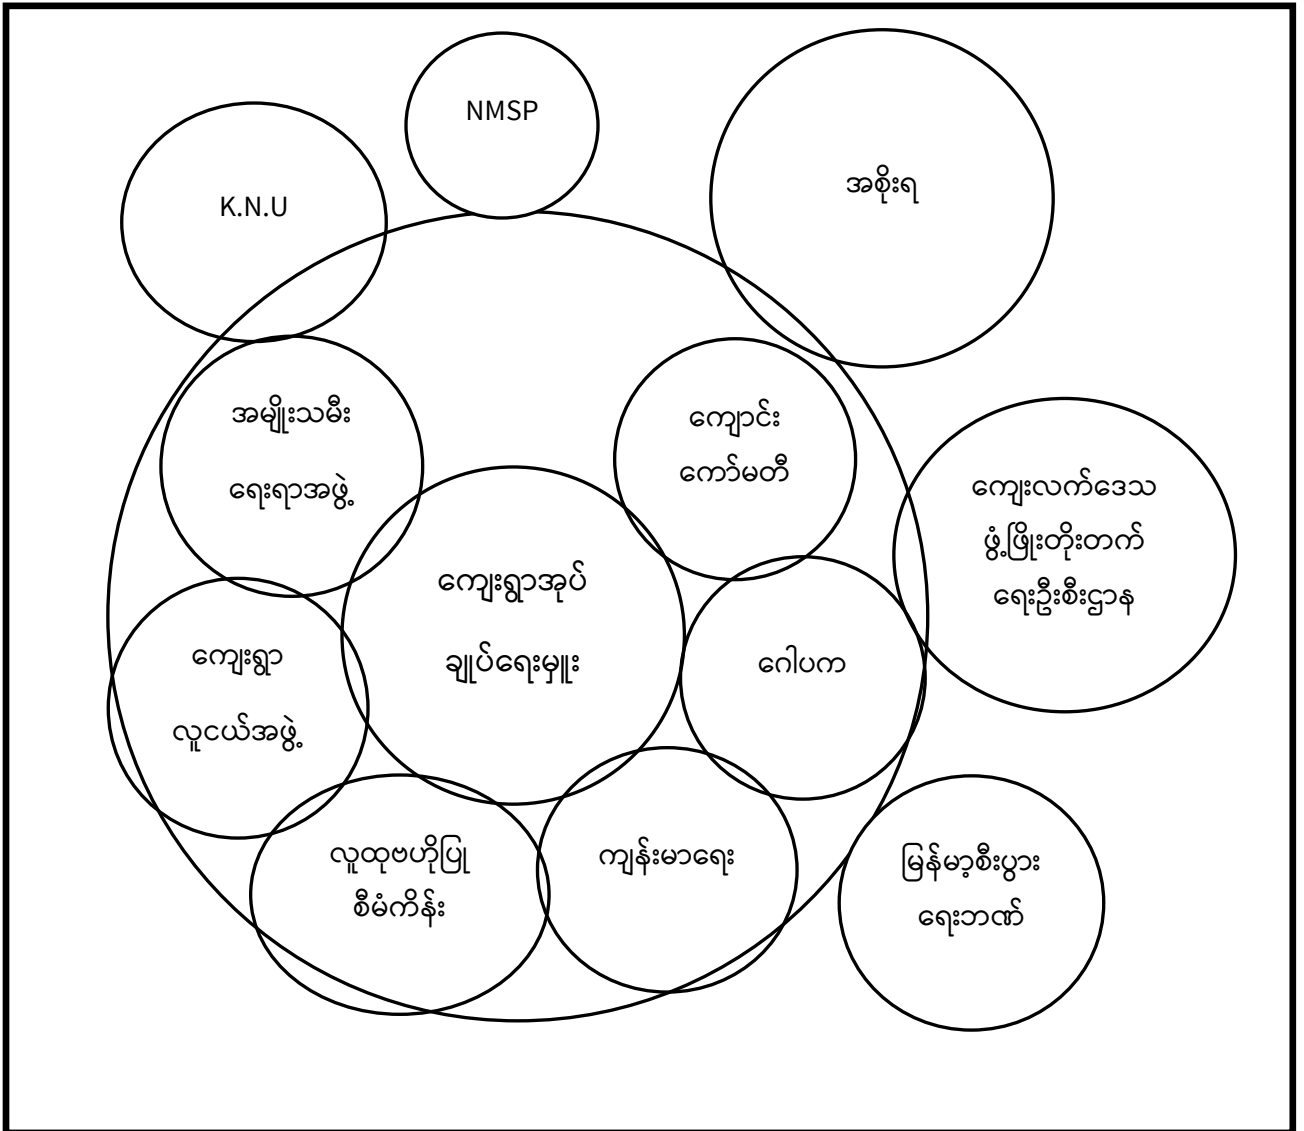 NMSP
K.N.U
အစိုးရ
အမျိုးသမီး
ရေးရာအဖွဲ့
ကျောင်း
ကော်မတီ
ကျေးလက်ဒေသ
ဖွံ့ဖြိုးတိုးတက်
ရေးဦးစီးဌာန
ကျေးရွာအုပ်
ချုပ်ရေးမှူး
ကျေးရွာ
လူငယ်အဖွဲ့
ဂေါပက
လူထုဗဟိုပြု
စီမံကိန်း
ကျန်းမာရေး
မြန်မာ့စီးပွား
ရေးဘဏ်